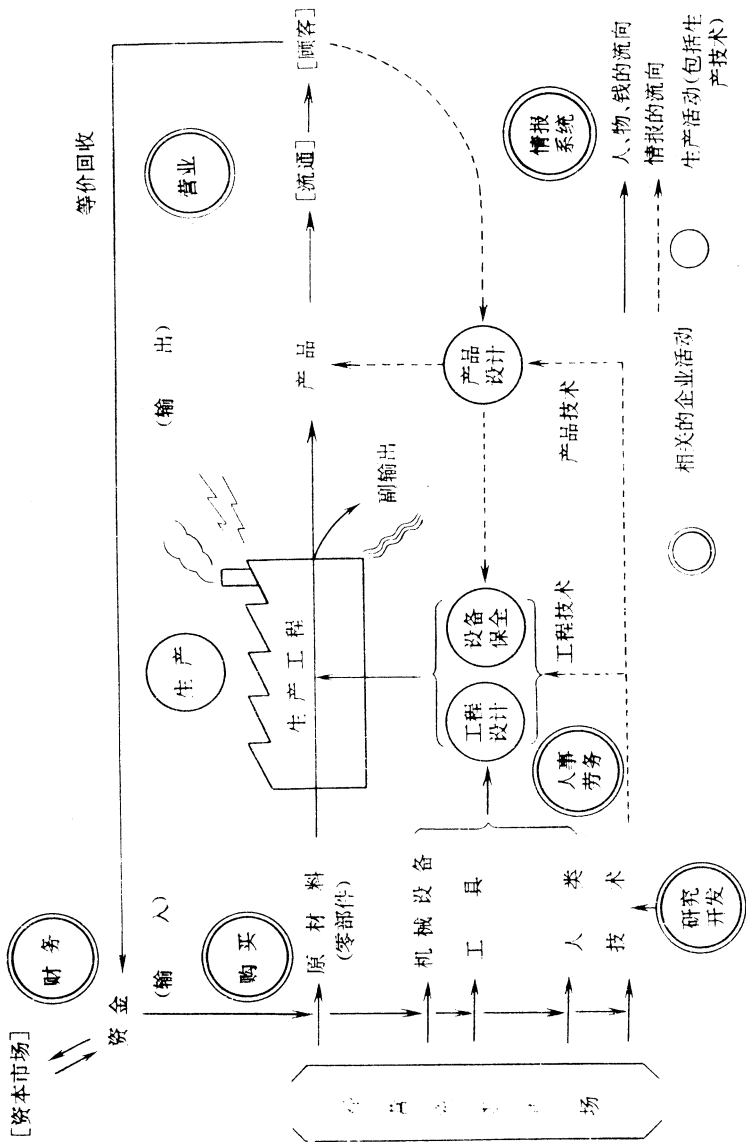 [资本市场]
财务
资金
等价回收
(输 入)
(输 出)
购买
生产
营业
原材料
(零部件)
生产工程
产品
[流通]
[顾客]
副输出
机械设备
工具
人类
技术
工程
设计
设备
保全
工程技术
产品
设计
产品技术
人事
劳务
研究
开发
情报
系统
场
人、物、钱的流向
情报的流向
相关的企业活动
生产活动(包括生
产技术)